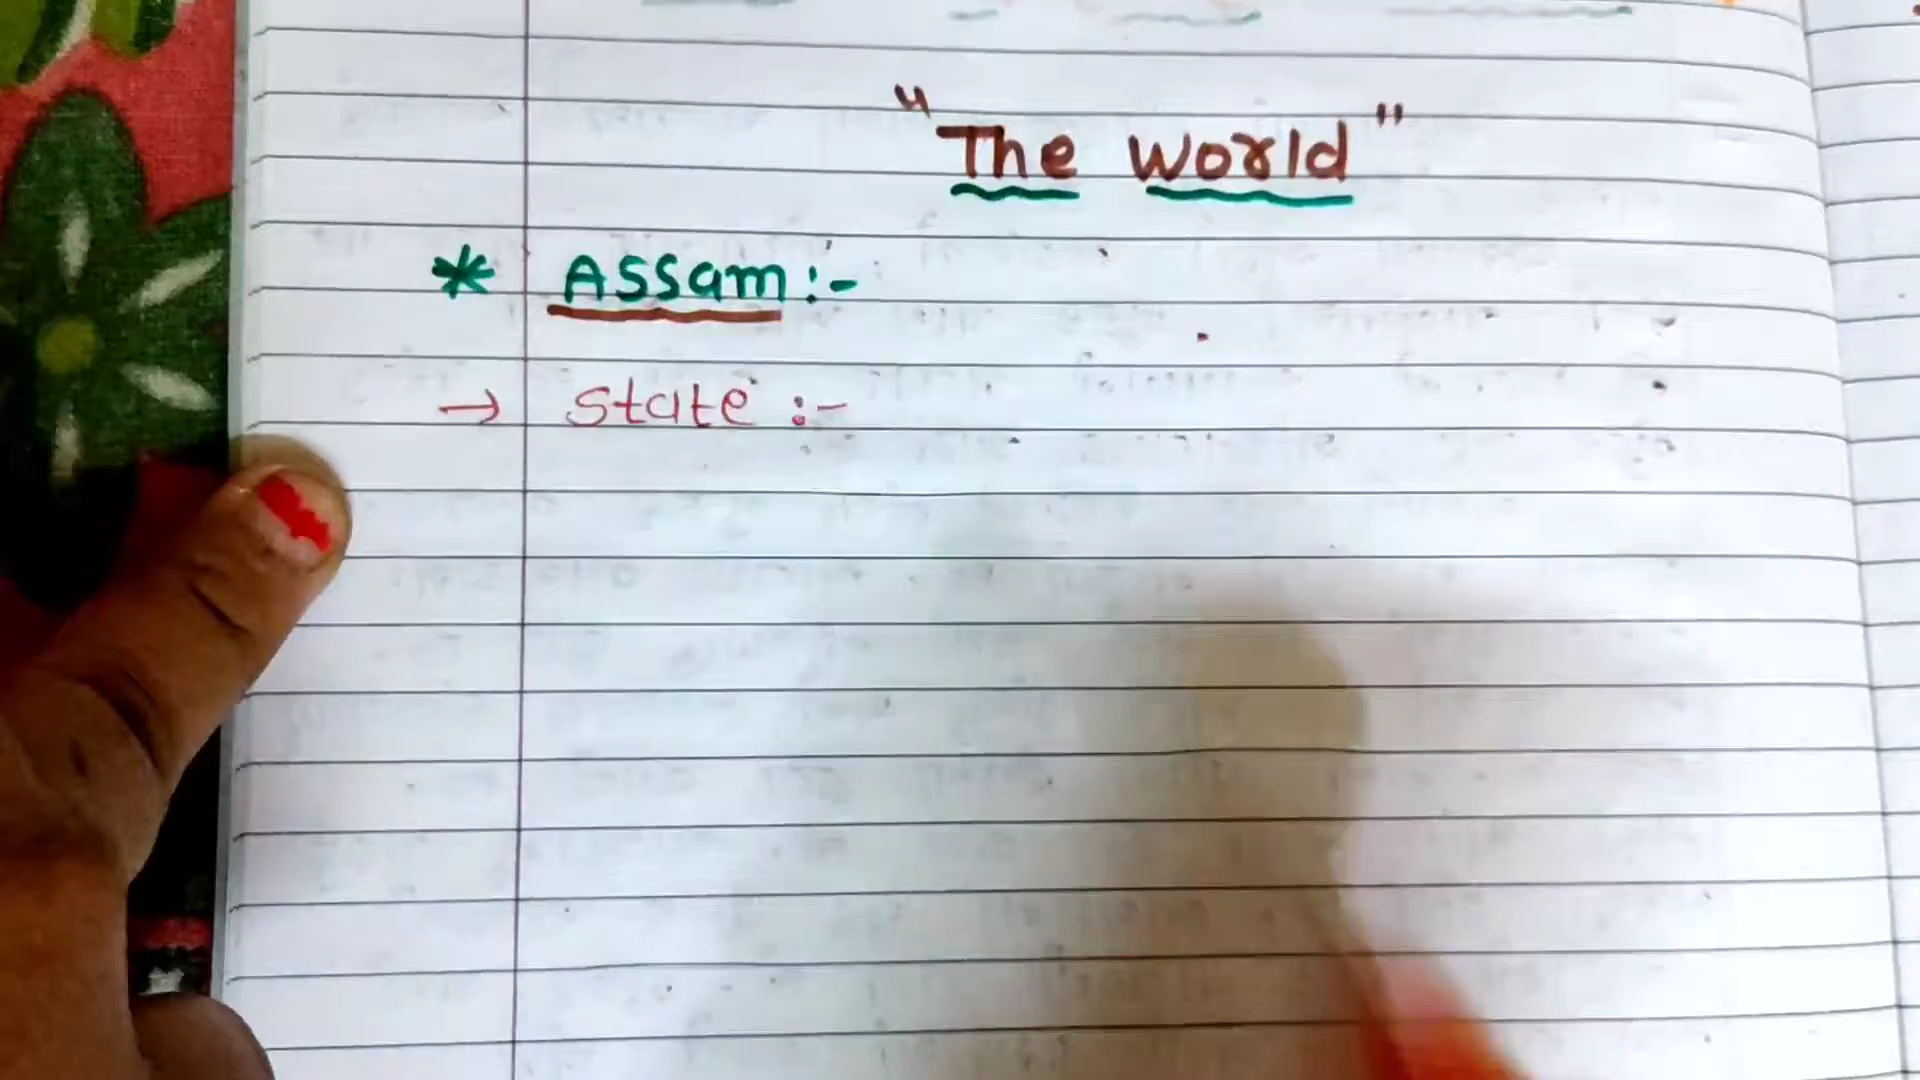 "The World"
* Assam :-
→ State :-